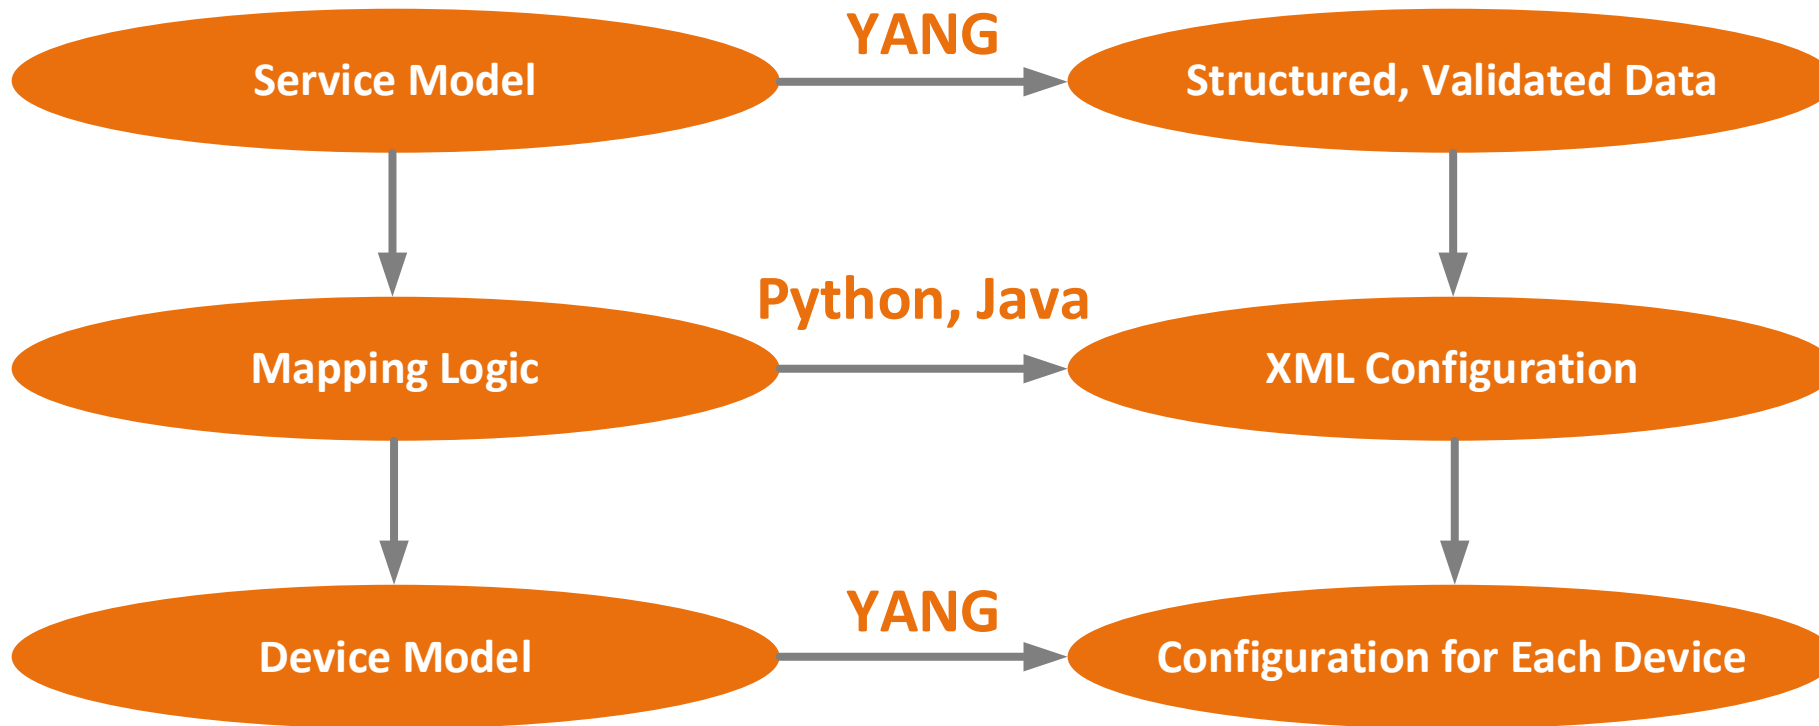 YANG
Service Model
Structured, Validated Data
Python, Java
Mapping Logic
XML Configuration
YANG
Device Model
Configuration for Each Device